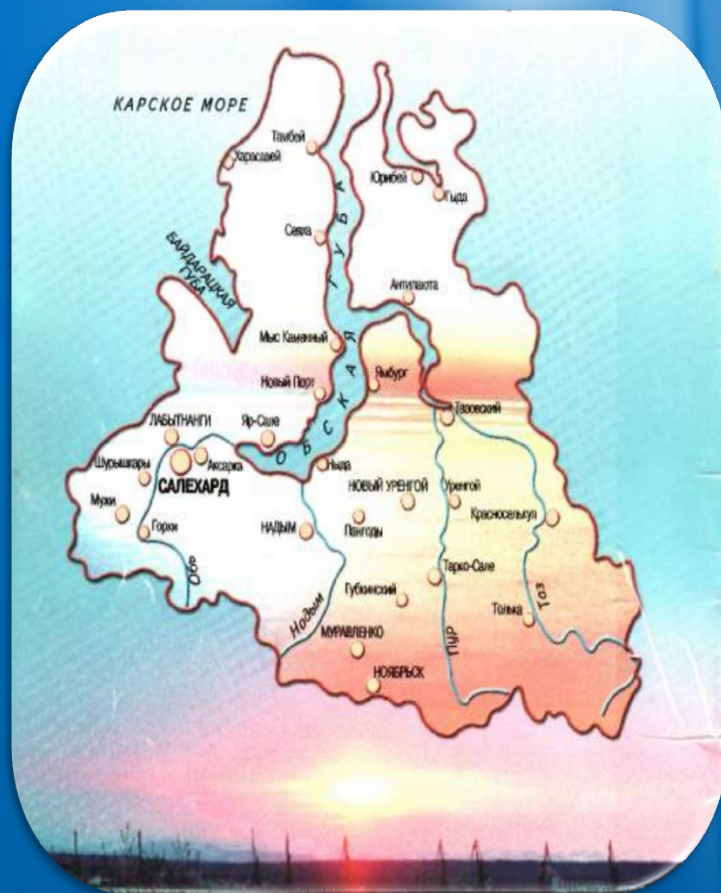 КАРСКОЕ МОРЕ
Тамбей
Харасавей
Юрибей
Гыда
Сеяха
БАЙДАРАЦКАЯ
ГУБА
Антипаюта
Мыс Каменный
ОБСКАЯ ГУБА
Новый Порт
Ямбург
Тазовский
ЛАБЫТНАНГИ
Яр-Сале
Шурышкары
Аксарка
Ныда
САЛЕХАРД
НОВЫЙ УРЕНГОЙ
Уренгой
Мужи
Горки
НАДЫМ
Пангоды
Красноселькуп
Обь
Тарко-Сале
Губкинский
Надым
Толька
Таз
МУРАВЛЕНКО
Пур
НОЯБРЬСК